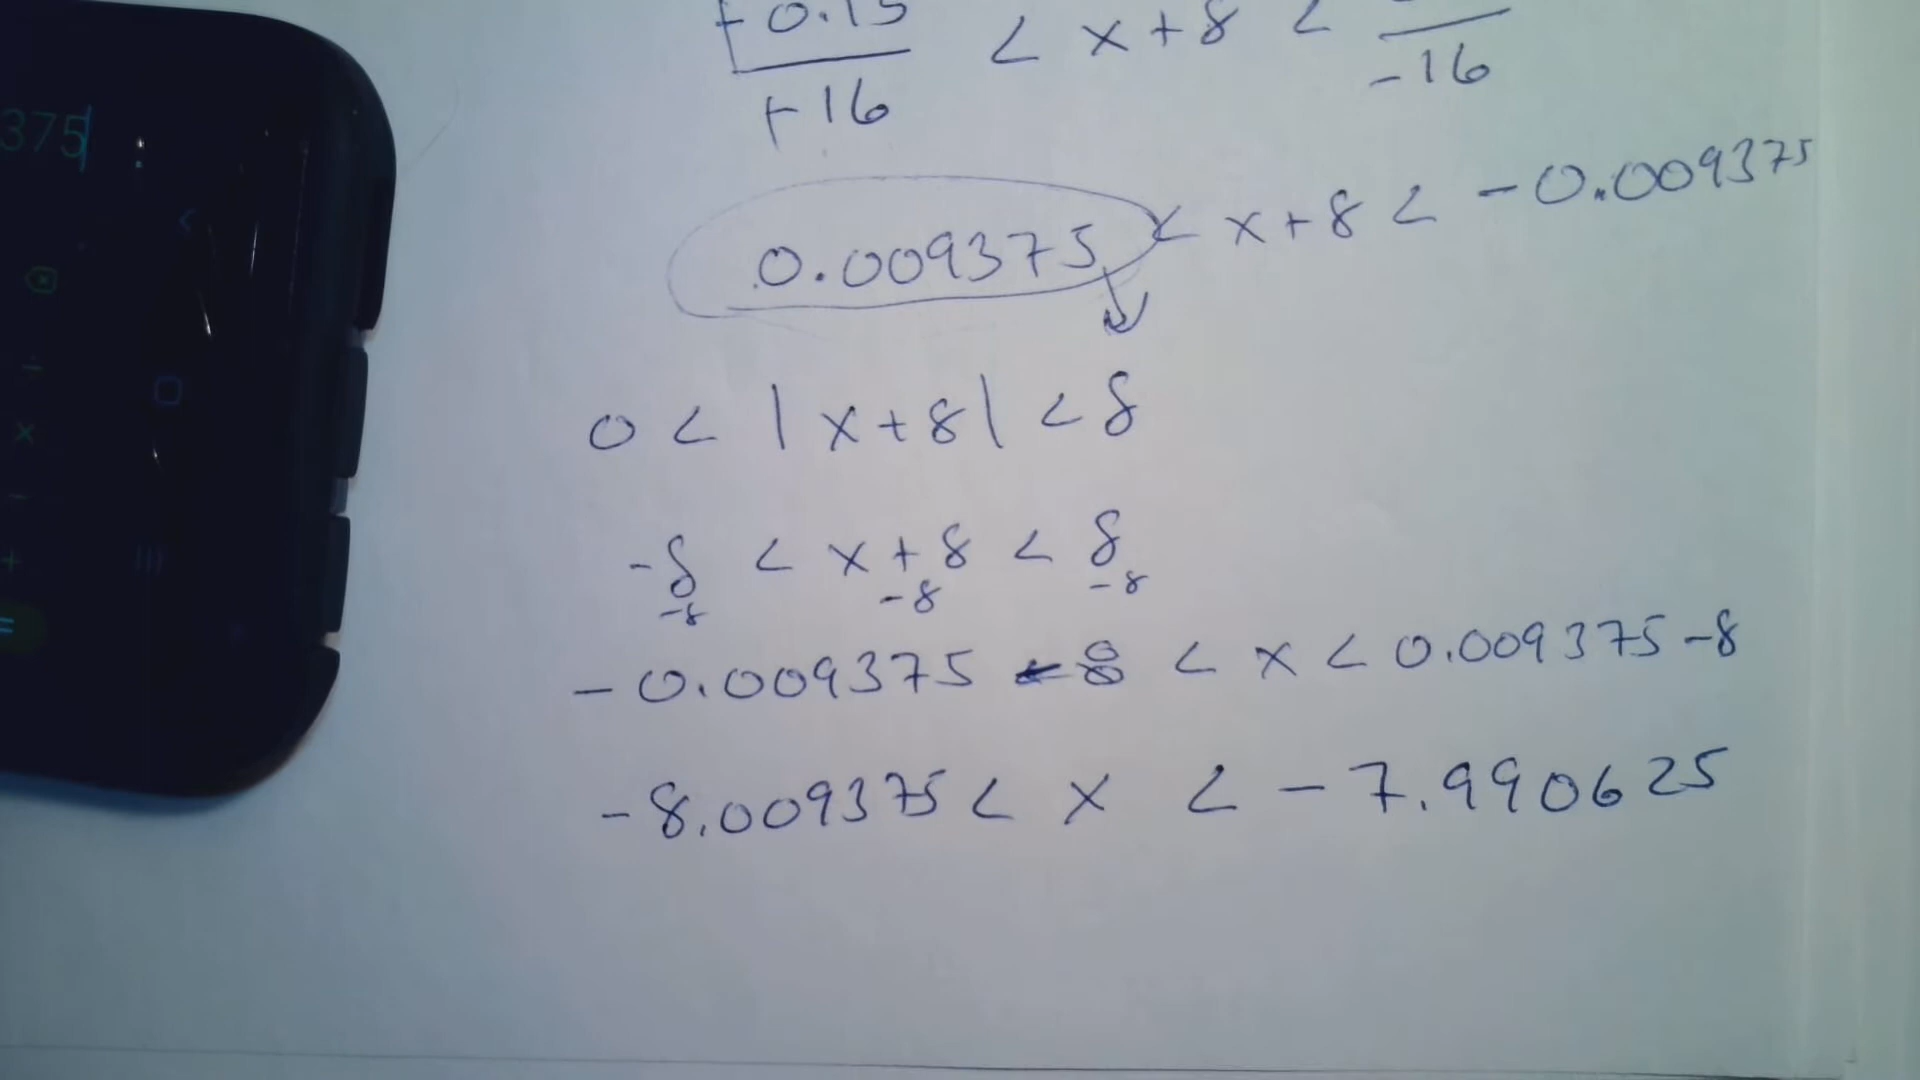 -0.15 < x+8 <
+16 -16
0.009375 < x+8 < -0.009375
0 < |x+8| < δ
-δ < x+8 < δ
-8 -8 -8
-0.009375 -8 < x < 0.009375-8
-8.009375 < x < -7.990625
375
÷
×
-
+
=